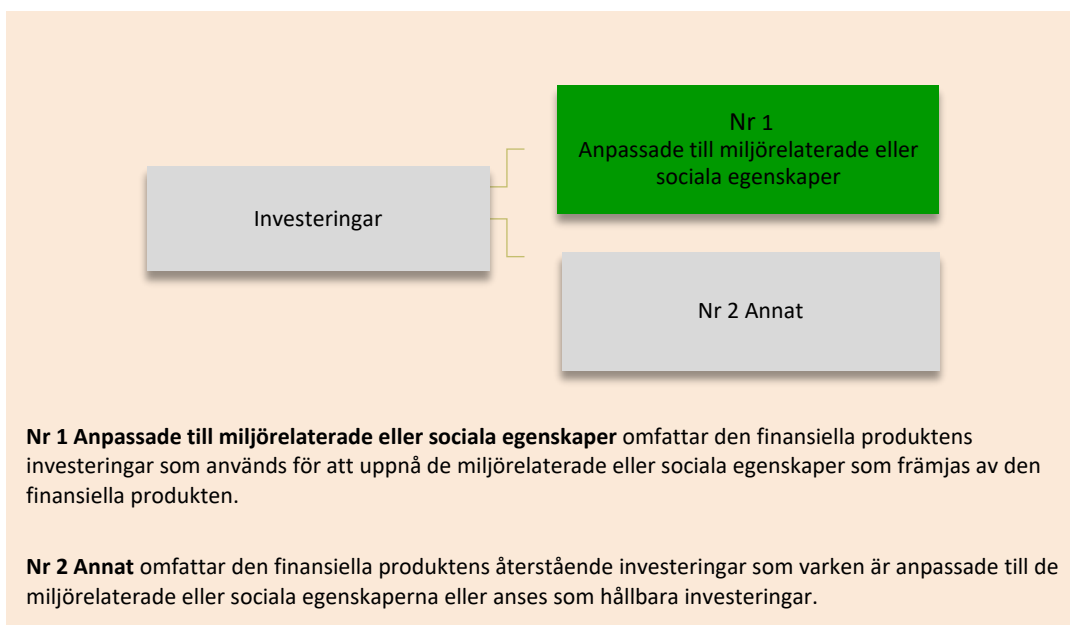 Nr 1
Anpassade till miljörelaterade eller
sociala egenskaper
Investeringar
Nr 2 Annat
Nr 1 Anpassade till miljörelaterade eller sociala egenskaper omfattar den finansiella produktens
investeringar som används för att uppnå de miljörelaterade eller sociala egenskaper som främjas av den
finansiella produkten.
Nr 2 Annat omfattar den finansiella produktens återstående investeringar som varken är anpassade till de
miljörelaterade eller sociala egenskaperna eller anses som hållbara investeringar.